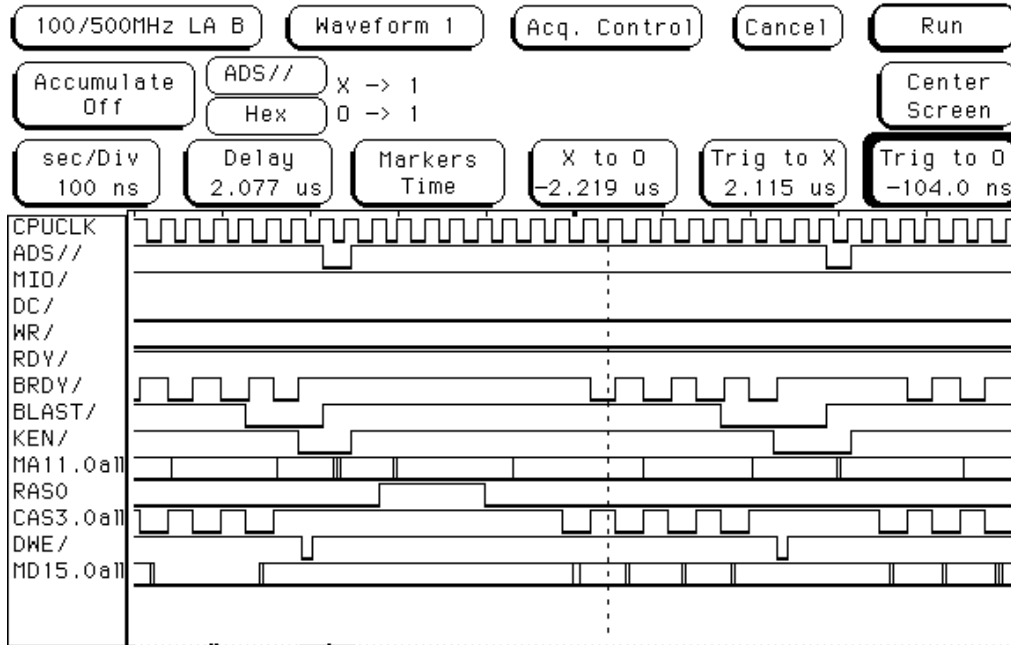 100/500MHz LA B Waveform 1 Acq. Control Cancel Run
Accumulate Off ADS// X -> 1 Center Screen
Hex O -> 1
sec/Div 100 ns Delay 2.077 us Markers Time X to O -2.219 us Trig to X 2.115 us Trig to O -104.0 ns
CPUCLK
ADS//
MIO/
DC/
WR/
RDY/
BRDY/
BLAST/
KEN/
MA11.0all
RAS0
CAS3.0all
DWE/
MD15.0all